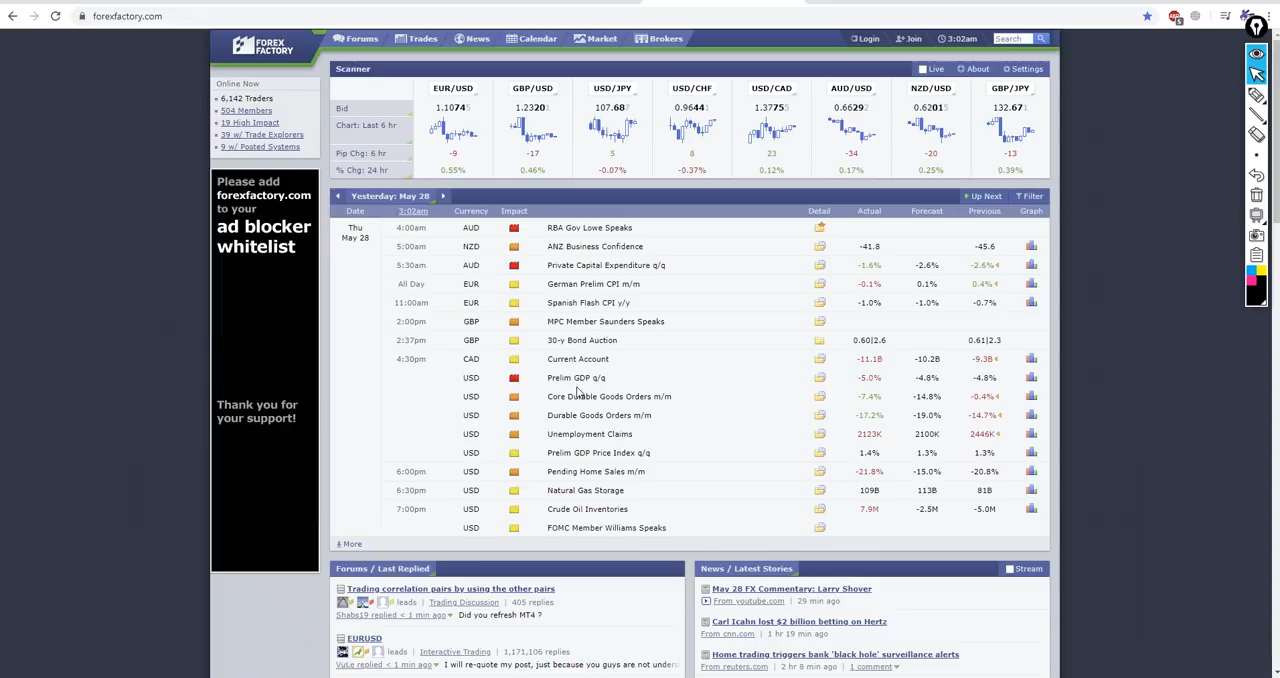 forexfactory.com
FOREX FACTORY
Forums Trades News Calendar Market Brokers Login Join 3:02am Search
Online Now
6,142 Traders
504 Members
19 High Impact
39 w/ Trade Explorers
9 w/ Posted Systems
Please add
forexfactory.com
to your
ad blocker
whitelist
Thank you for
your support!
Scanner Live About Settings
EUR/USD GBP/USD USD/JPY USD/CHF USD/CAD AUD/USD NZD/USD GBP/JPY
Bid 1.10745 1.23201 107.687 0.96441 1.37755 0.66292 0.62015 132.671
Chart: Last 6 hr
Pip Chg: 6 hr -9 -17 5 8 23 -34 -20 -13
% Chg: 24 hr 0.55% 0.46% -0.07% -0.37% 0.12% 0.17% 0.25% 0.39%
Yesterday: May 28 Up Next Filter
Date 3:02am Currency Impact Detail Actual Forecast Previous Graph
Thu
May 28
4:00am AUD RBA Gov Lowe Speaks
5:00am NZD ANZ Business Confidence -41.8 -45.6
5:30am AUD Private Capital Expenditure q/q -1.6% -2.6% -2.6%
All Day EUR German Prelim CPI m/m -0.1% 0.1% 0.4%
11:00am EUR Spanish Flash CPI y/y -1.0% -1.0% -0.7%
2:00pm GBP MPC Member Saunders Speaks
2:37pm GBP 30-y Bond Auction 0.60|2.6 0.61|2.3
4:30pm CAD Current Account -11.1B -10.2B -9.3B
USD Prelim GDP q/q -5.0% -4.8% -4.8%
USD Core Durable Goods Orders m/m -7.4% -14.8% -0.4%
USD Durable Goods Orders m/m -17.2% -19.0% -14.7%
USD Unemployment Claims 2123K 2100K 2446K
USD Prelim GDP Price Index q/q 1.4% 1.3% 1.3%
6:00pm USD Pending Home Sales m/m -21.8% -15.0% -20.8%
6:30pm USD Natural Gas Storage 109B 113B 81B
7:00pm USD Crude Oil Inventories 7.9M -2.5M -5.0M
USD FOMC Member Williams Speaks
More
Forums / Last Replied
Trading correlation pairs by using the other pairs
leads | Trading Discussion | 405 replies
Shabs19 replied < 1 min ago Did you refresh MT4 ?
EURUSD
leads | Interactive Trading | 1,171,106 replies
VuLe replied < 1 min ago I will re-quote my post, just because you guys are not unders
News / Latest Stories Stream
May 28 FX Commentary: Larry Shover
From youtube.com | 29 min ago
Carl Icahn lost $2 billion betting on Hertz
From cnn.com | 1 hr 19 min ago
Home trading triggers bank 'black hole' surveillance alerts
From reuters.com | 2 hr 8 min ago | 1 comment